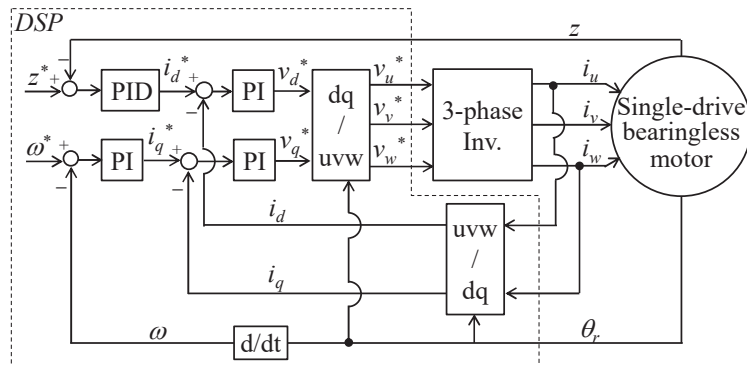 DSP
z
z* + −
PID
i_d* + −
PI
v_d*
dq / uvw
v_u*
v_v*
v_w*
3-phase Inv.
i_u
i_v
i_w
Single-drive bearingless motor
ω* + −
PI
i_q* + −
PI
v_q*
i_d
uvw / dq
i_q
ω
d/dt
θ_r